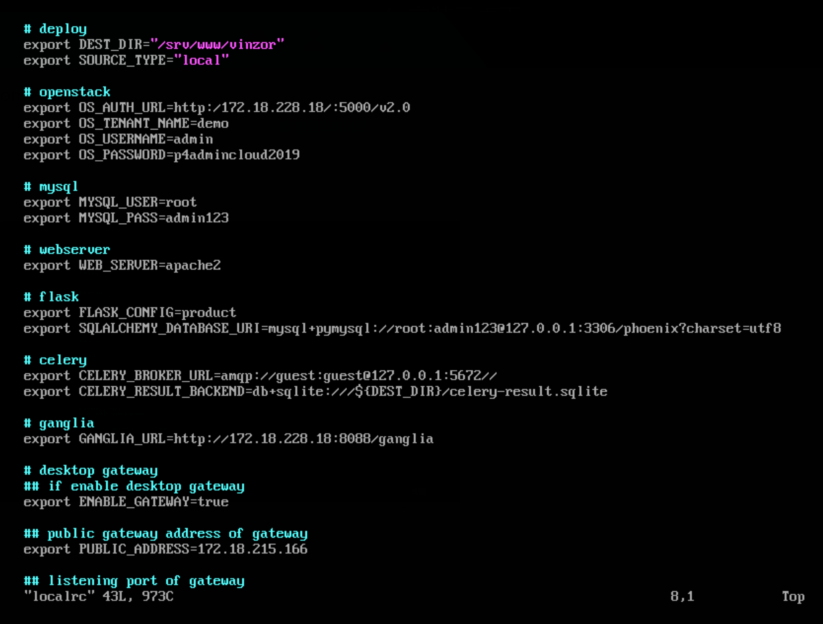 # deploy
export DEST_DIR="/srv/www/vinzor"
export SOURCE_TYPE="local"
# openstack
export OS_AUTH_URL=http:/172.18.228.18/:5000/v2.0
export OS_TENANT_NAME=demo
export OS_USERNAME=admin
export OS_PASSWORD=p4admincloud2019
# mysql
export MYSQL_USER=root
export MYSQL_PASS=admin123
# webserver
export WEB_SERVER=apache2
# flask
export FLASK_CONFIG=product
export SQLALCHEMY_DATABASE_URI=mysql+pymysql://root:admin123@127.0.0.1:3306/phoenix?charset=utf8
# celery
export CELERY_BROKER_URL=amqp://guest:guest@127.0.0.1:5672//
export CELERY_RESULT_BACKEND=db+sqlite:///${DEST_DIR}/celery-result.sqlite
# ganglia
export GANGLIA_URL=http://172.18.228.18:8088/ganglia
# desktop gateway
## if enable desktop gateway
export ENABLE_GATEWAY=true
## public gateway address of gateway
export PUBLIC_ADDRESS=172.18.215.166
## listening port of gateway
"localrc" 43L, 973C 8,1 Top